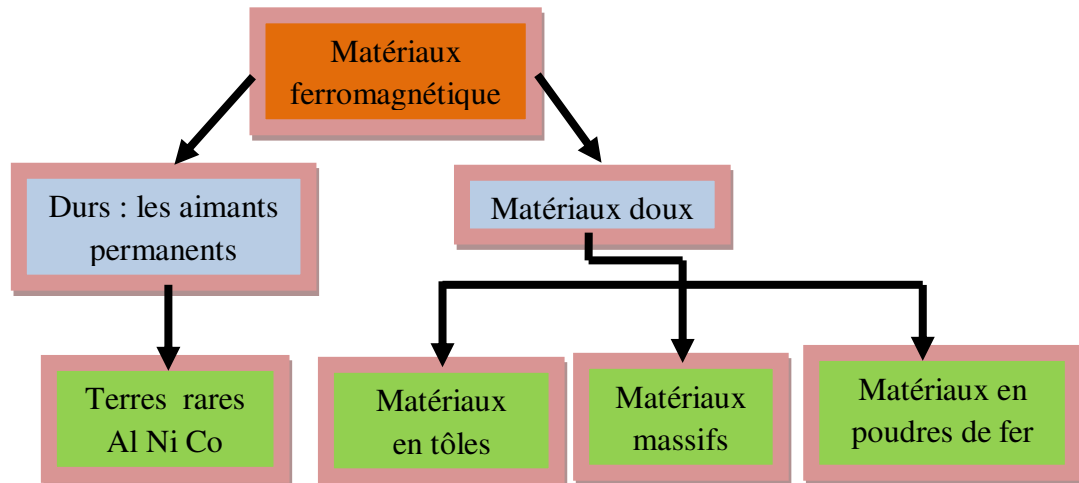 Matériaux
ferromagnétique
Durs : les aimants
permanents
Matériaux doux
Terres rares
Al Ni Co
Matériaux
en tôles
Matériaux
massifs
Matériaux en
poudres de fer